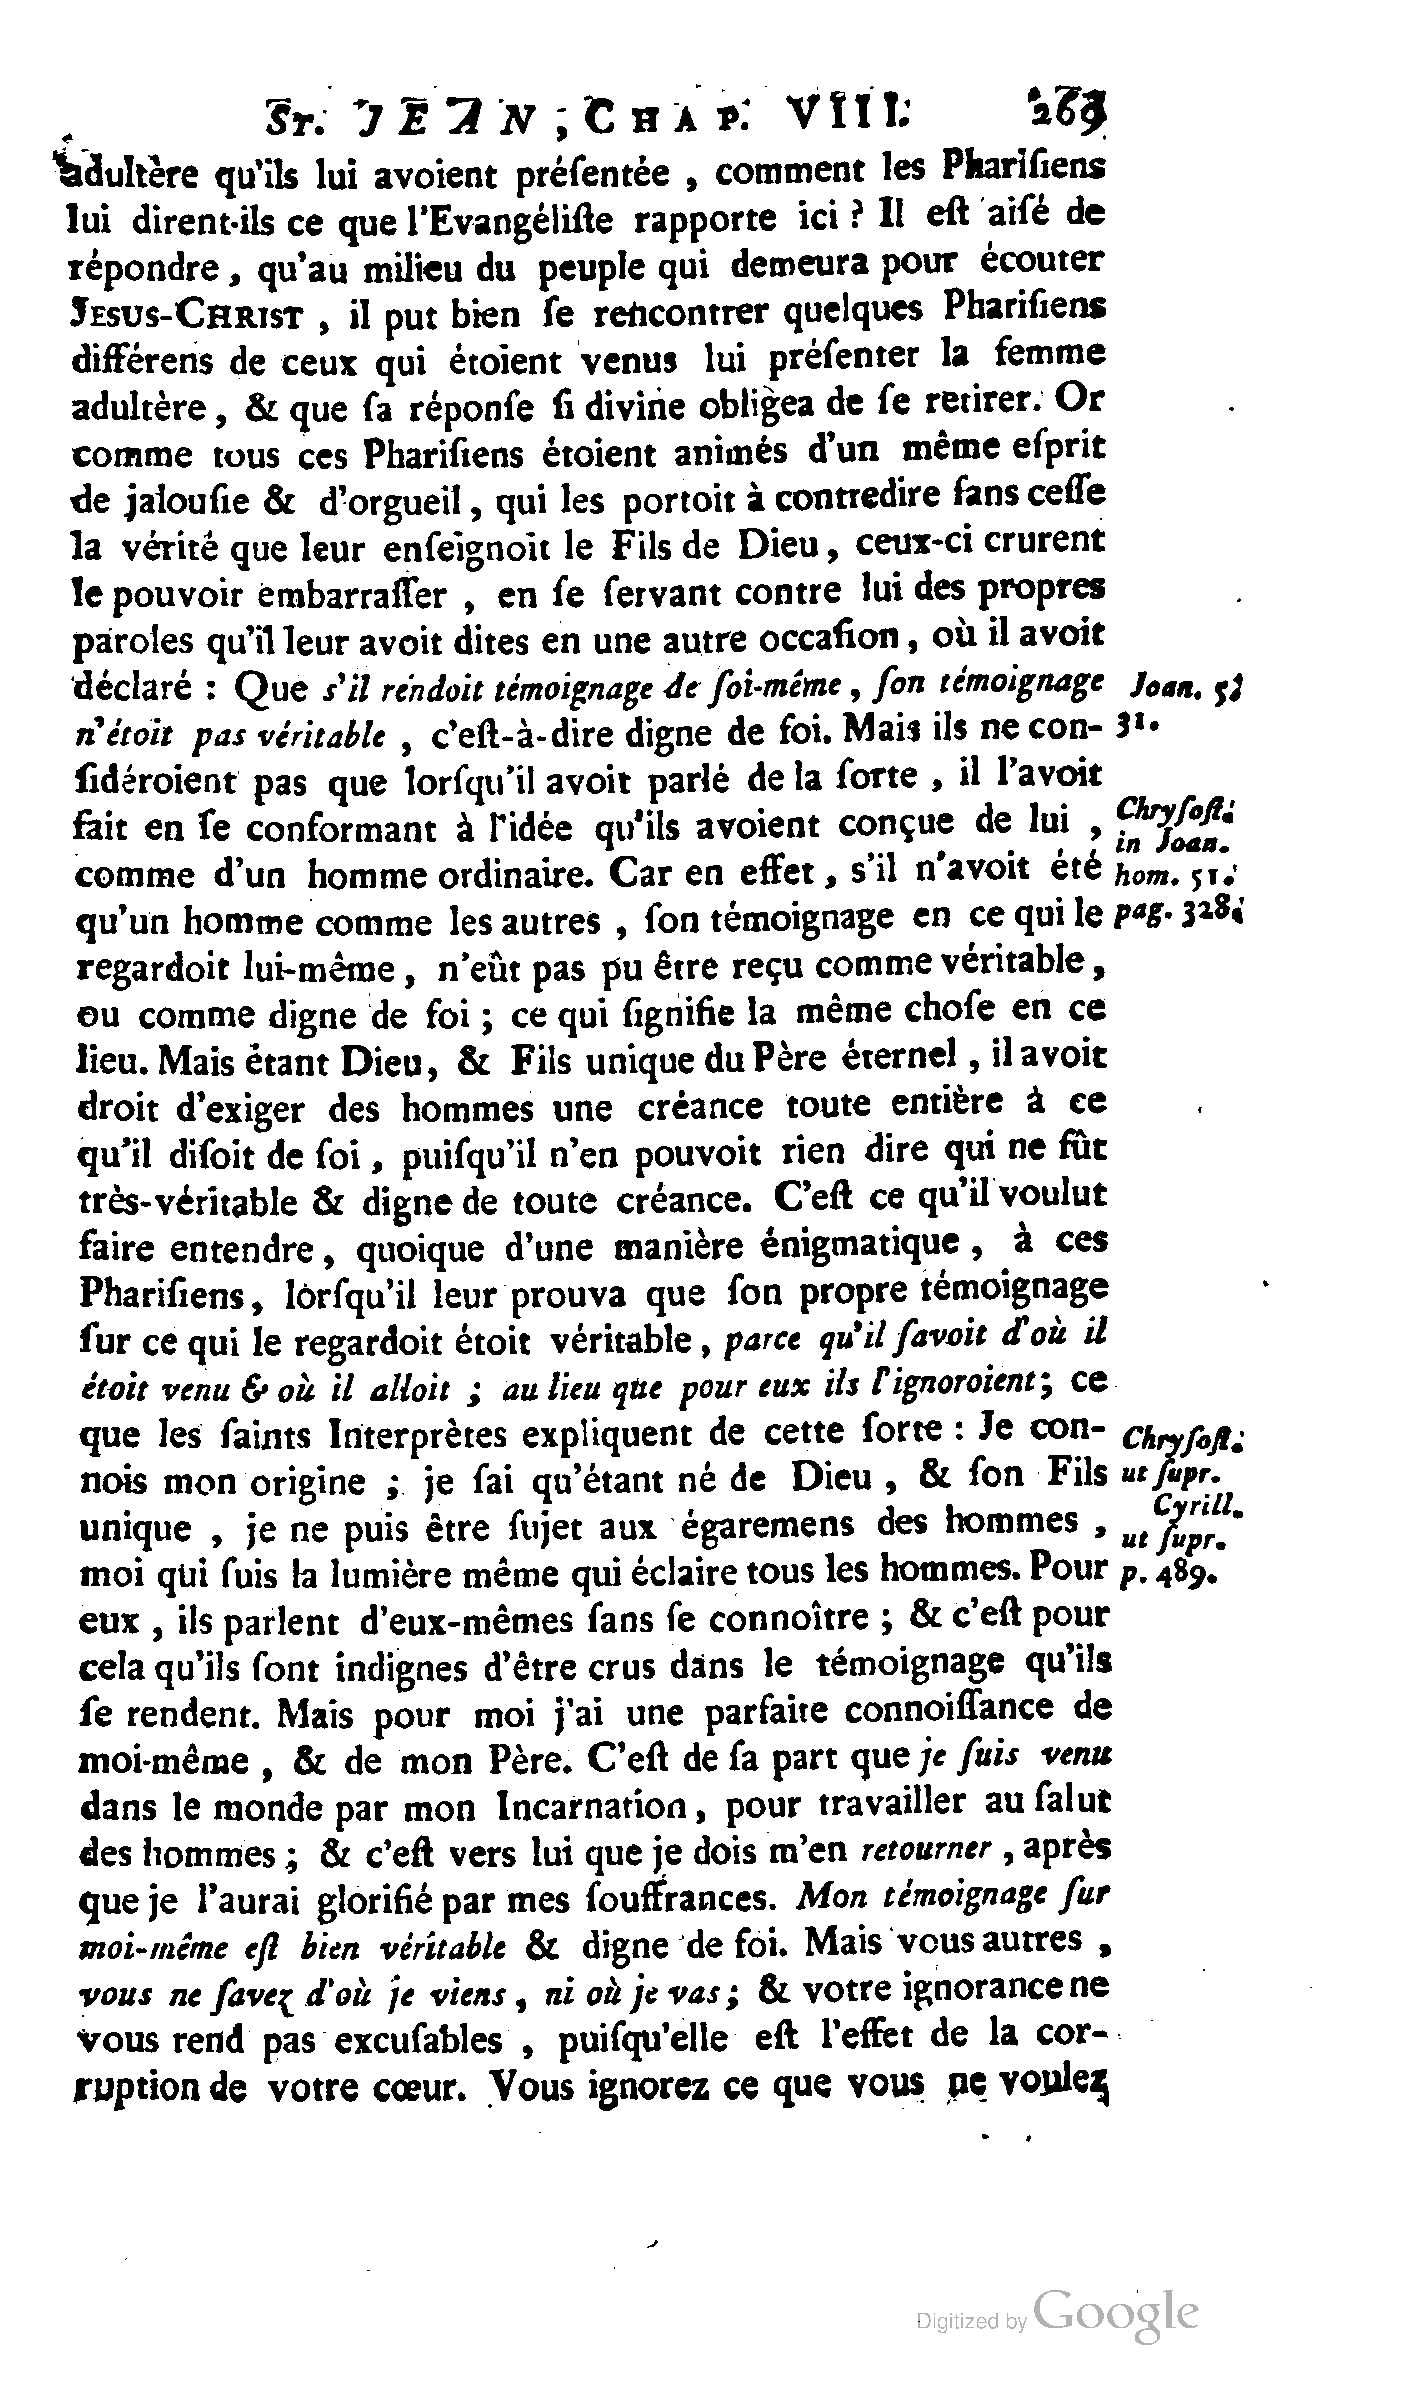 ST. JEAN, CHAP. VIII. 263
adultère qu'ils lui avoient préſentée, comment les Phariſiens
lui dirent-ils ce que l'Evangéliſte rapporte ici ? Il eſt aiſé de
répondre, qu'au milieu du peuple qui demeura pour écouter
JESUS-CHRIST, il put bien ſe rencontrer quelques Phariſiens
différens de ceux qui étoient venus lui préſenter la femme
adultère, & que ſa réponſe ſi divine obligea de ſe retirer. Or
comme tous ces Phariſiens étoient animés d'un même eſprit
de jalouſie & d'orgueil, qui les portoit à contredire ſans ceſſe
la vérité que leur enſeignoit le Fils de Dieu, ceux-ci crurent
le pouvoir embarraſſer, en ſe ſervant contre lui des propres
paroles qu'il leur avoit dites en une autre occaſion, où il avoit
déclaré : Que s'il rendoit témoignage de ſoi-même, ſon témoignage
Joan. 5.
n'étoit pas véritable, c'eſt-à-dire digne de foi. Mais ils ne con-
31.
ſidéroient pas que lorſqu'il avoit parlé de la ſorte, il l'avoit
fait en ſe conformant à l'idée qu'ils avoient conçue de lui,
Chryſoſt.
in Joan.
comme d'un homme ordinaire. Car en effet, s'il n'avoit été
hom. 51.
qu'un homme comme les autres, ſon témoignage en ce qui le
pag. 328.
regardoit lui-même, n'eût pas pu être reçu comme véritable,
ou comme digne de foi ; ce qui ſignifie la même choſe en ce
lieu. Mais étant Dieu, & Fils unique du Père éternel, il avoit
droit d'exiger des hommes une créance toute entière à ce
qu'il diſoit de ſoi, puiſqu'il n'en pouvoit rien dire qui ne fût
très-véritable & digne de toute créance. C'eſt ce qu'il voulut
faire entendre, quoique d'une manière énigmatique, à ces
Phariſiens, lorſqu'il leur prouva que ſon propre témoignage
ſur ce qui le regardoit étoit véritable, parce qu'il ſavoit d'où il
étoit venu & où il alloit ; au lieu que pour eux ils l'ignoroient ; ce
que les ſaints Interprètes expliquent de cette ſorte : Je con-
Chryſoſt.
nois mon origine ; je ſai qu'étant né de Dieu, & ſon Fils
ut ſupr.
Cyrill.
unique, je ne puis être ſujet aux égaremens des hommes,
ut ſupr.
moi qui ſuis la lumière même qui éclaire tous les hommes. Pour
p. 489.
eux, ils parlent d'eux-mêmes ſans ſe connoître ; & c'eſt pour
cela qu'ils ſont indignes d'être crus dans le témoignage qu'ils
ſe rendent. Mais pour moi j'ai une parfaite connoiſſance de
moi-même, & de mon Père. C'eſt de ſa part que je ſuis venu
dans le monde par mon Incarnation, pour travailler au ſalut
des hommes ; & c'eſt vers lui que je dois m'en retourner, après
que je l'aurai glorifié par mes ſouffrances. Mon témoignage ſur
moi-même eſt bien véritable & digne de foi. Mais vous autres,
vous ne ſavez d'où je viens, ni où je vas ; & votre ignorance ne
vous rend pas excuſables, puiſqu'elle eſt l'effet de la cor-
ruption de votre cœur. Vous ignorez ce que vous ne voulez
Digitized by Google